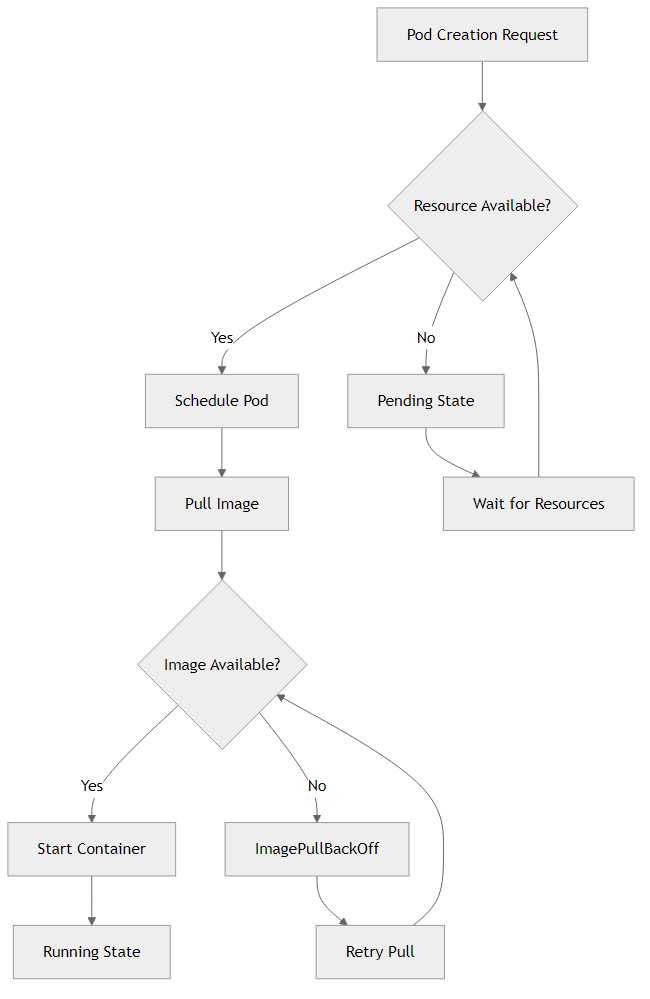 Pod Creation Request
Resource Available?
Yes
No
Schedule Pod
Pending State
Pull Image
Wait for Resources
Image Available?
Yes
No
Start Container
ImagePullBackOff
Running State
Retry Pull